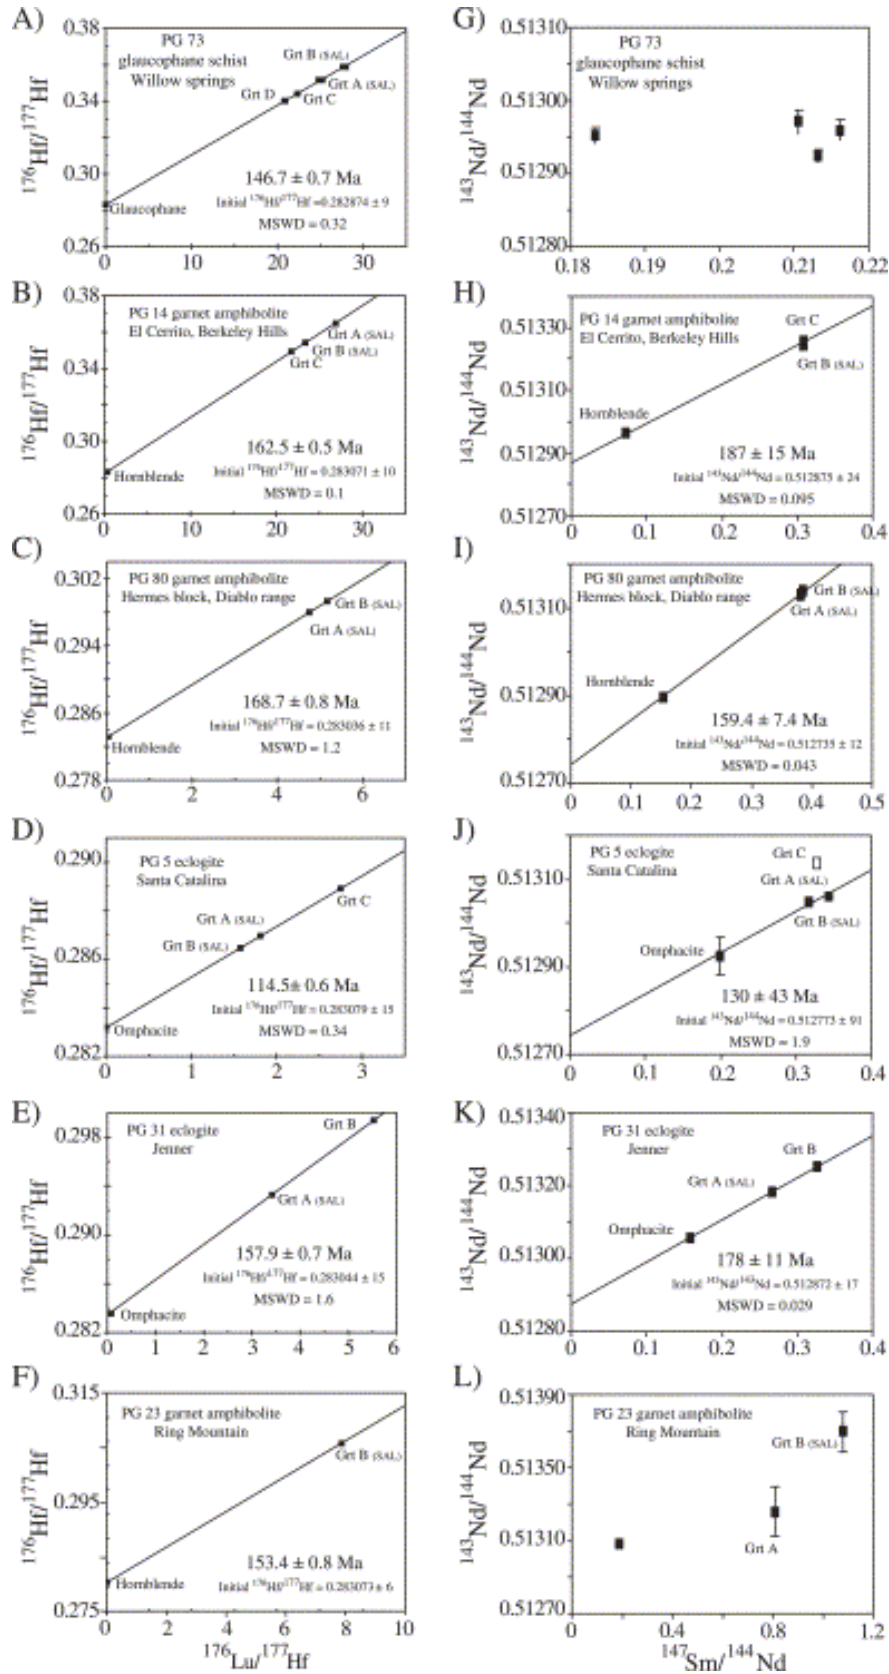 A)
176Hf/177Hf
0.38
0.34
0.30
0.26
PG 73
glaucophane schist
Willow springs
Grt B (SAL)
Grt A (SAL)
Grt D
Grt C
146.7 ± 0.7 Ma
Initial 176Hf/177Hf =0.282874 ± 9
MSWD = 0.32
Glaucophane
0 10 20 30
G)
143Nd/144Nd
0.51310
0.51300
0.51290
0.51280
PG 73
glaucophane schist
Willow springs
0.18 0.19 0.2 0.21 0.22
B)
176Hf/177Hf
0.38
0.34
0.30
0.26
PG 14 garnet amphibolite
El Cerrito, Berkeley Hills
Grt A (SAL)
Grt B (SAL)
Grt C
162.5 ± 0.5 Ma
Initial 176Hf/177Hf = 0.283071 ± 10
MSWD = 0.1
Hornblende
0 10 20 30
H)
143Nd/144Nd
0.51330
0.51310
0.51290
0.51270
PG 14 garnet amphibolite
El Cerrito, Berkeley Hills
Grt C
Grt B (SAL)
Hornblende
187 ± 15 Ma
Initial 143Nd/144Nd = 0.512875 ± 24
MSWD = 0.095
0 0.1 0.2 0.3 0.4
C)
176Hf/177Hf
0.302
0.294
0.286
0.278
PG 80 garnet amphibolite
Hermes block, Diablo range
Grt B (SAL)
Grt A (SAL)
168.7 ± 0.8 Ma
Initial 176Hf/177Hf = 0.283036 ± 11
MSWD = 1.2
Hornblende
0 2 4 6
I)
143Nd/144Nd
0.51310
0.51290
0.51270
PG 80 garnet amphibolite
Hermes block, Diablo range
Grt B (SAL)
Grt A (SAL)
Hornblende
159.4 ± 7.4 Ma
Initial 143Nd/144Nd = 0.512735 ± 12
MSWD = 0.043
0 0.1 0.2 0.3 0.4 0.5
D)
176Hf/177Hf
0.290
0.286
0.282
PG 5 eclogite
Santa Catalina
Grt C
Grt A (SAL)
Grt B (SAL)
114.5± 0.6 Ma
Initial 176Hf/177Hf = 0.283079 ± 15
MSWD = 0.34
Omphacite
0 1 2 3
J)
143Nd/144Nd
0.51310
0.51290
0.51270
PG 5 eclogite
Santa Catalina
Grt C
Grt A (SAL)
Grt B (SAL)
Omphacite
130 ± 43 Ma
Initial 143Nd/144Nd = 0.512773 ± 91
MSWD = 1.9
0 0.1 0.2 0.3 0.4
E)
176Hf/177Hf
0.298
0.290
0.282
PG 31 eclogite
Jenner
Grt B
Grt A (SAL)
157.9 ± 0.7 Ma
Initial 176Hf/177Hf = 0.283044 ± 15
MSWD = 1.6
Omphacite
0 1 2 3 4 5 6
K)
143Nd/144Nd
0.51340
0.51320
0.51300
0.51280
PG 31 eclogite
Jenner
Grt B
Grt A (SAL)
Omphacite
178 ± 11 Ma
Initial 143Nd/143Nd = 0.512872 ± 17
MSWD = 0.029
0 0.1 0.2 0.3 0.4
F)
176Hf/177Hf
0.315
0.295
0.275
PG 23 garnet amphibolite
Ring Mountain
Grt B (SAL)
153.4 ± 0.8 Ma
Initial 176Hf/177Hf = 0.283073 ± 6
Hornblende
0 2 4 6 8 10
176Lu/177Hf
L)
143Nd/144Nd
0.51390
0.51350
0.51310
0.51270
PG 23 garnet amphibolite
Ring Mountain
Grt B (SAL)
Grt A
0 0.4 0.8 1.2
147Sm/144Nd